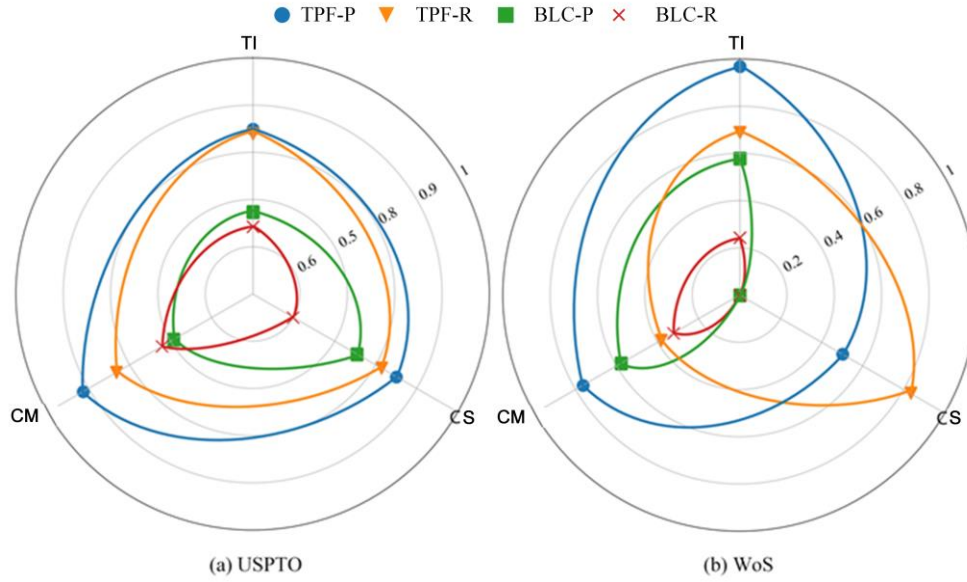 TPF-P TPF-R BLC-P BLC-R
TI
1
0.9
0.8
0.5
0.6
CM
CS
(a) USPTO
TI
1
0.8
0.6
0.4
0.2
CM
CS
(b) WoS